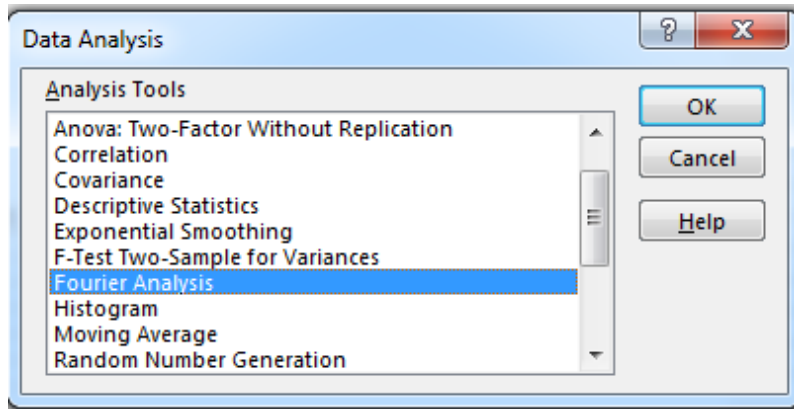 Data Analysis
?
X
Analysis Tools
Anova: Two-Factor Without Replication
Correlation
Covariance
Descriptive Statistics
Exponential Smoothing
F-Test Two-Sample for Variances
Fourier Analysis
Histogram
Moving Average
Random Number Generation
OK
Cancel
Help